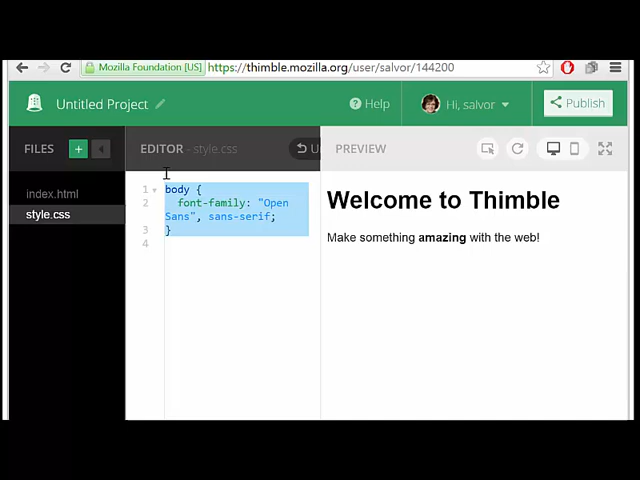 Mozilla Foundation [US] https://thimble.mozilla.org/user/salvor/144200
Untitled Project
Help
Hi, salvor
Publish
FILES
EDITOR - style.css
PREVIEW
index.html
style.css
1 body {
2 font-family: "Open
Sans", sans-serif;
3 }
4
Welcome to Thimble
Make something amazing with the web!